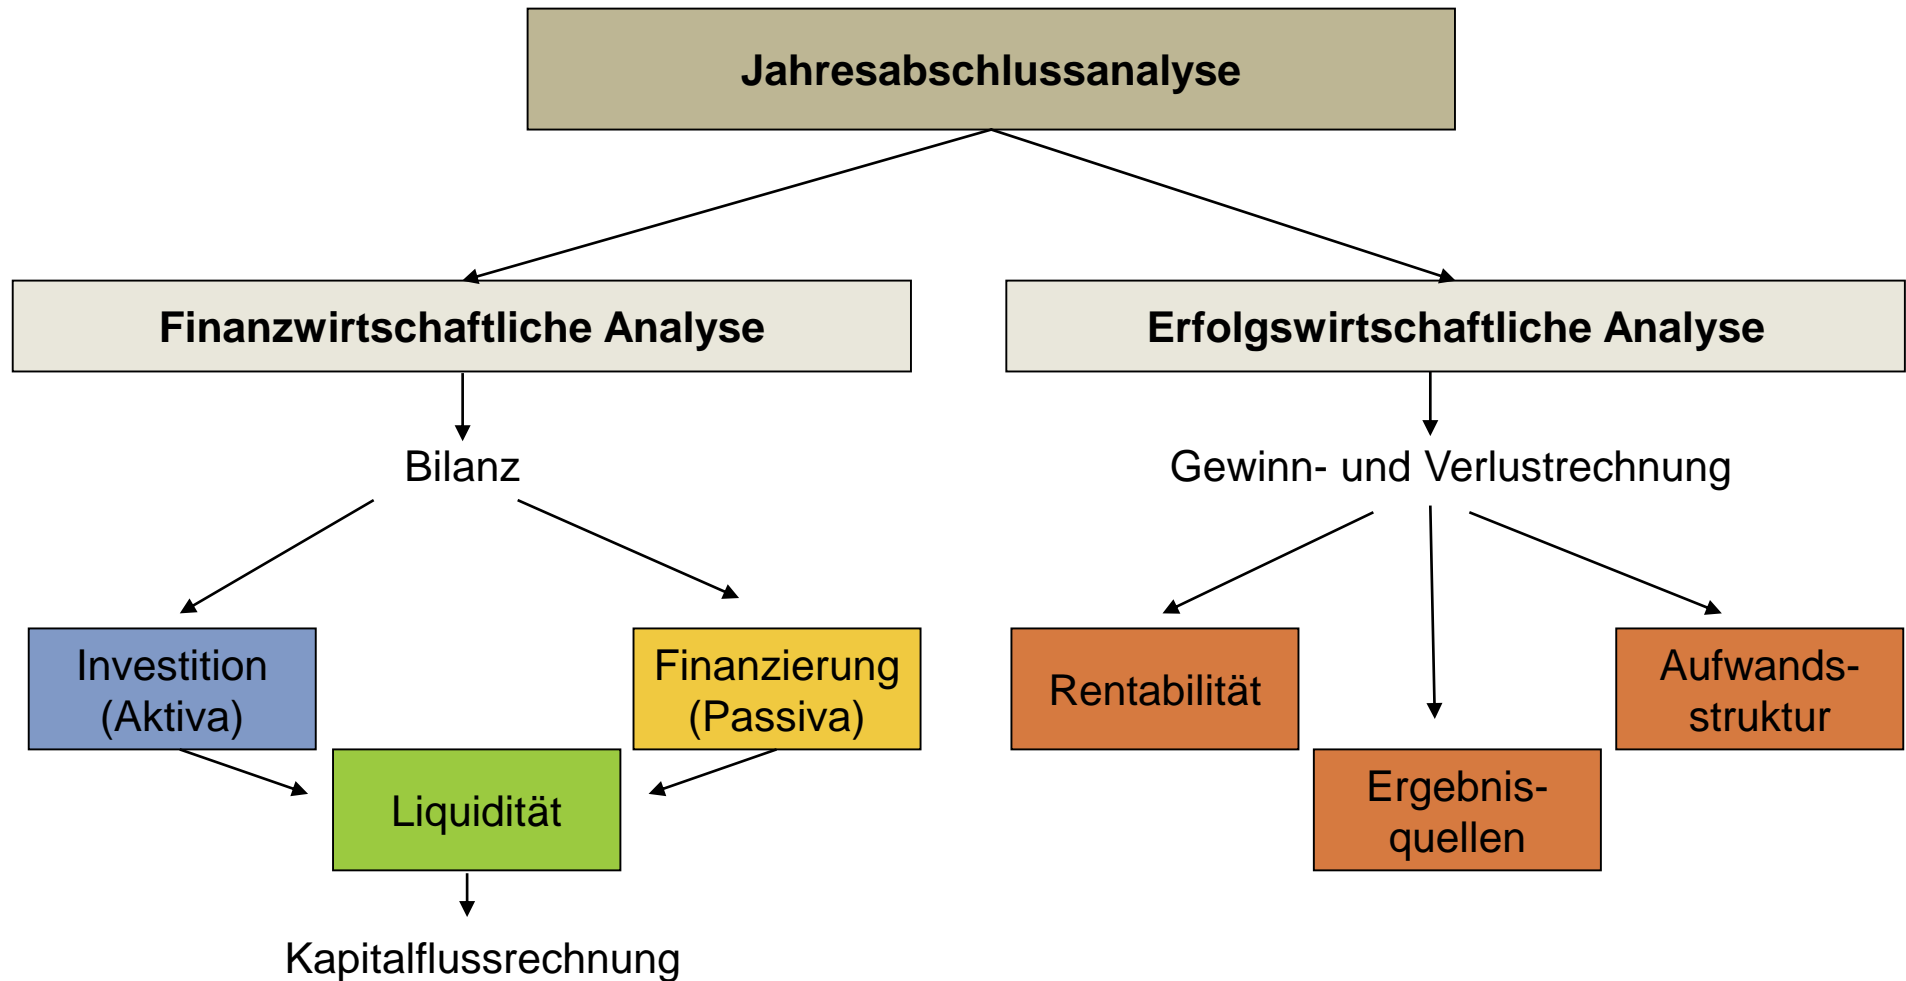 Jahresabschlussanalyse
Finanzwirtschaftliche Analyse
Erfolgswirtschaftliche Analyse
Bilanz
Gewinn- und Verlustrechnung
Investition
(Aktiva)
Finanzierung
(Passiva)
Rentabilität
Aufwands-
struktur
Liquidität
Ergebnis-
quellen
Kapitalflussrechnung